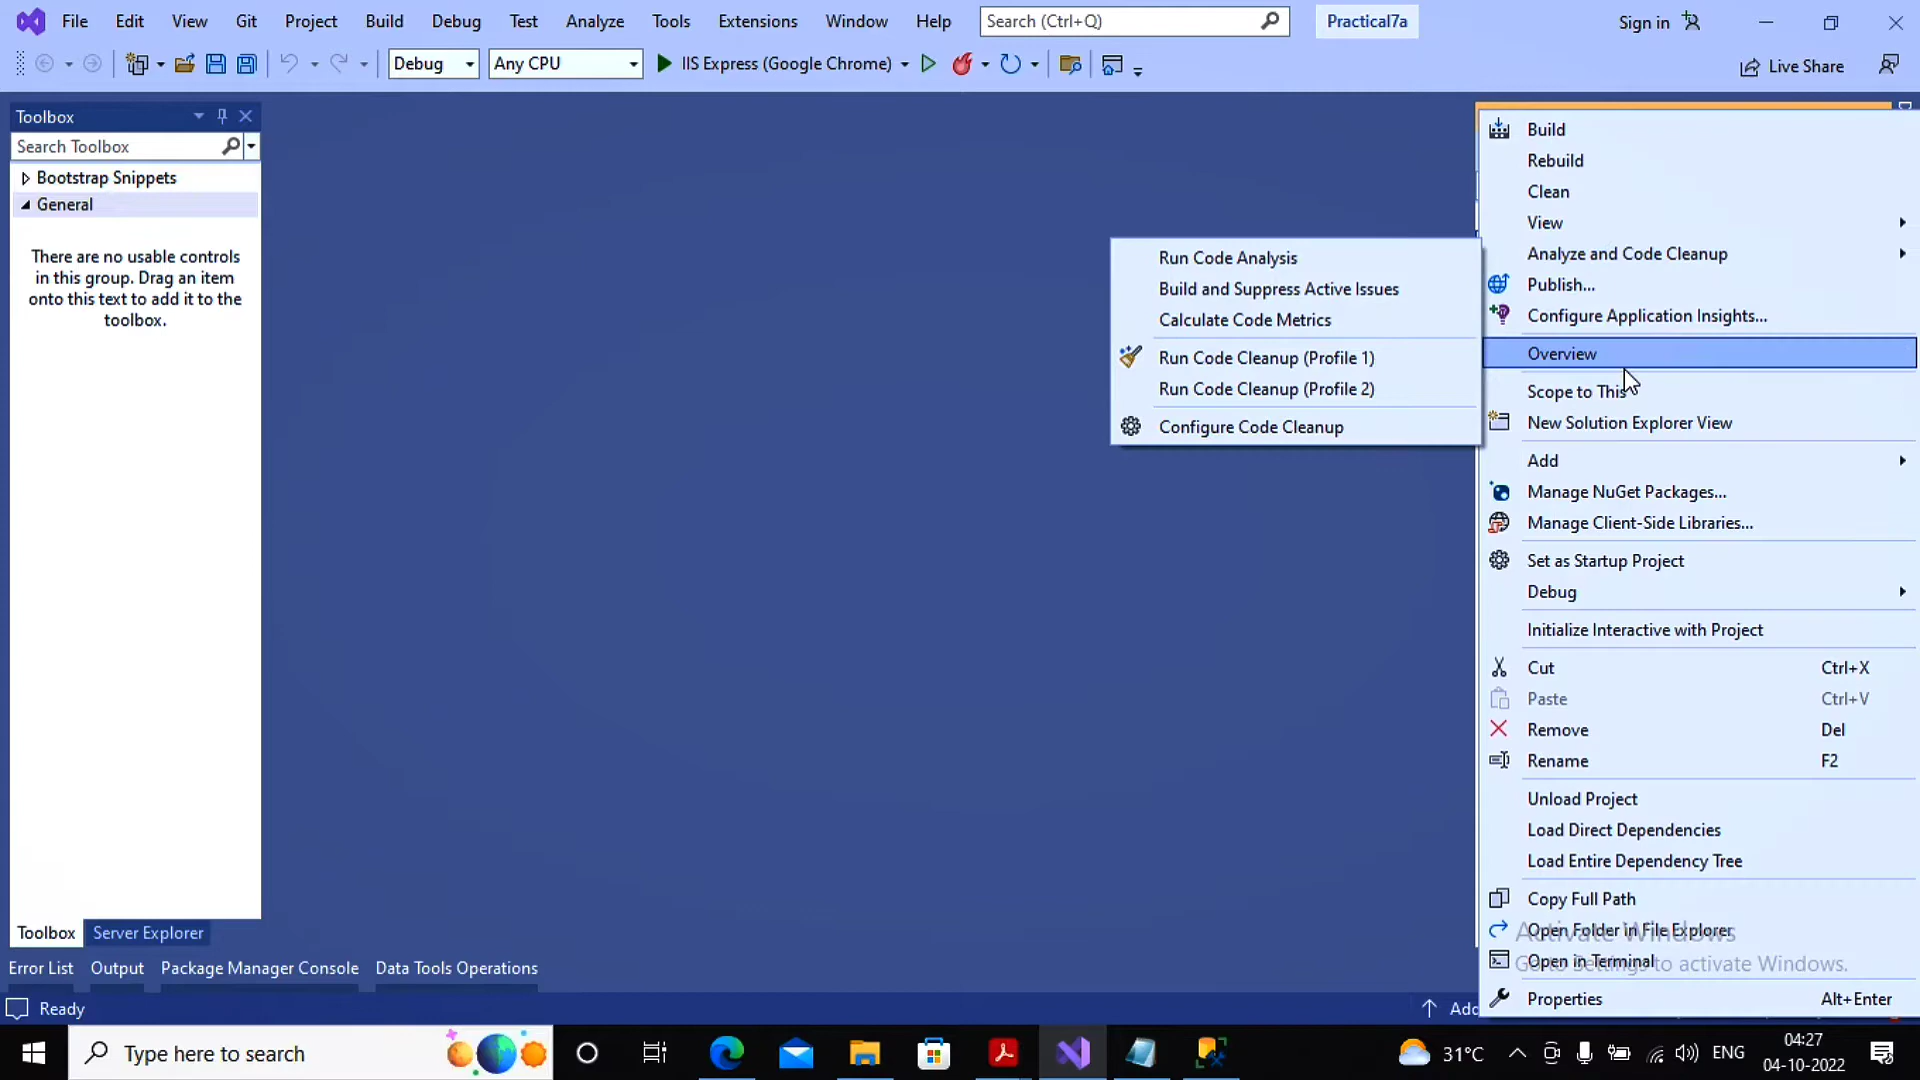 File Edit View Git Project Build Debug Test Analyze Tools Extensions Window Help Search (Ctrl+Q) Practical7a Sign in
Debug Any CPU IIS Express (Google Chrome) Live Share
Toolbox
Search Toolbox
Bootstrap Snippets
General
There are no usable controls
in this group. Drag an item
onto this text to add it to the
toolbox.
Run Code Analysis
Build and Suppress Active Issues
Calculate Code Metrics
Run Code Cleanup (Profile 1)
Run Code Cleanup (Profile 2)
Configure Code Cleanup
Build
Rebuild
Clean
View
Analyze and Code Cleanup
Publish...
Configure Application Insights...
Overview
Scope to This
New Solution Explorer View
Add
Manage NuGet Packages...
Manage Client-Side Libraries...
Set as Startup Project
Debug
Initialize Interactive with Project
Cut Ctrl+X
Paste Ctrl+V
Remove Del
Rename F2
Unload Project
Load Direct Dependencies
Load Entire Dependency Tree
Copy Full Path
Open Folder in File Explorer
Activate Windows
Open in Terminal
Go to Settings to activate Windows.
Properties Alt+Enter
Toolbox Server Explorer
Error List Output Package Manager Console Data Tools Operations
Ready Add
Type here to search 31°C ENG 04:27
04-10-2022